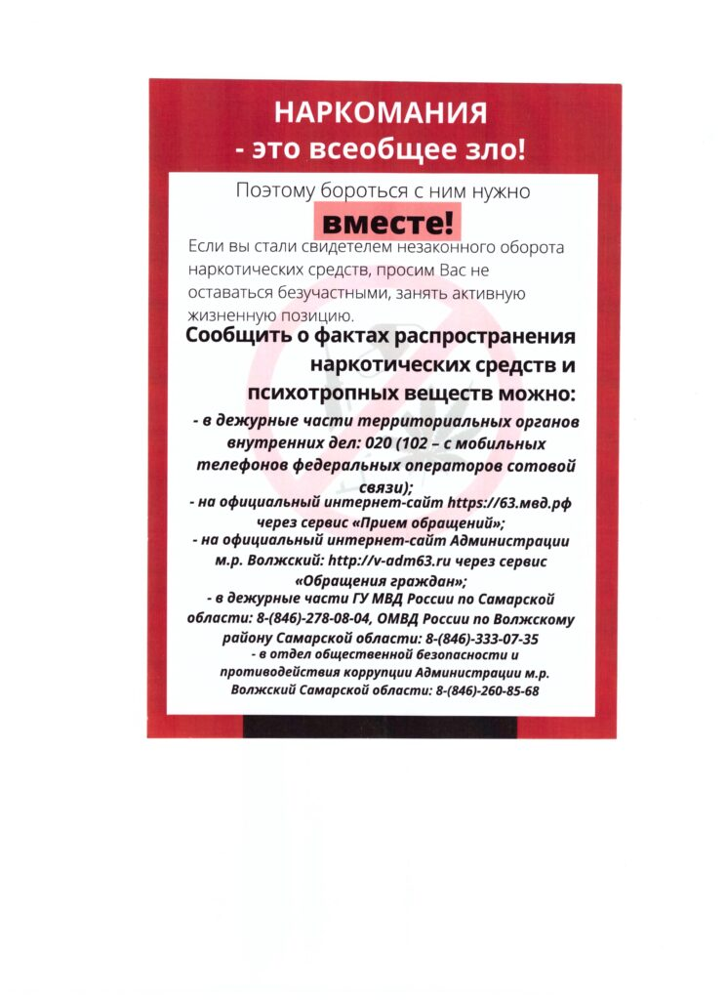 НАРКОМАНИЯ
- это всеобщее зло!
Поэтому бороться с ним нужно
вместе!
Если вы стали свидетелем незаконного оборота
наркотических средств, просим Вас не
оставаться безучастными, занять активную
жизненную позицию.
Сообщить о фактах распространения
наркотических средств и
психотропных веществ можно:
- в дежурные части территориальных органов
внутренних дел: 020 (102 – с мобильных
телефонов федеральных операторов сотовой
связи);
- на официальный интернет-сайт https://63.мвд.рф
через сервис «Прием обращений»;
- на официальный интернет-сайт Администрации
м.р. Волжский: http://v-adm63.ru через сервис
«Обращения граждан»;
- в дежурные части ГУ МВД России по Самарской
области: 8-(846)-278-08-04, ОМВД России по Волжскому
району Самарской области: 8-(846)-333-07-35
- в отдел общественной безопасности и
противодействия коррупции Администрации м.р.
Волжский Самарской области: 8-(846)-260-85-68